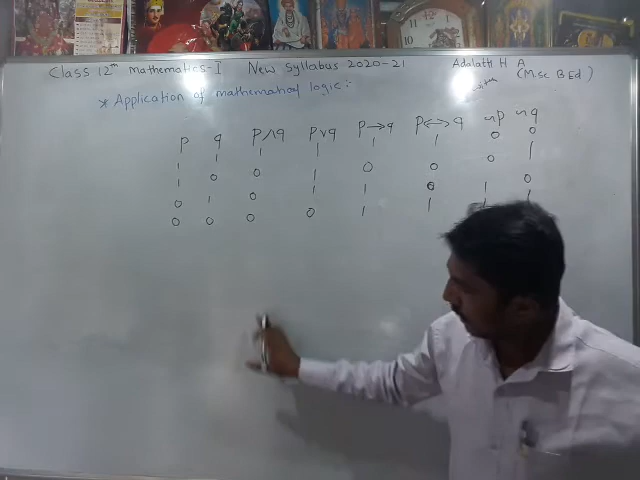 Class 12th mathematics-I New Syllabus 2020-21 Adalath H A
(M.sc B Ed)
* Application of mathematical logic:-
p q p∧q p∨q p→q p↔q ~p ~q
1 1 1 1 1 1 0 0
1 0 0 1 0 0 0 1
0 1 0 1 1 0 1 0
0 0 0 0 1 1